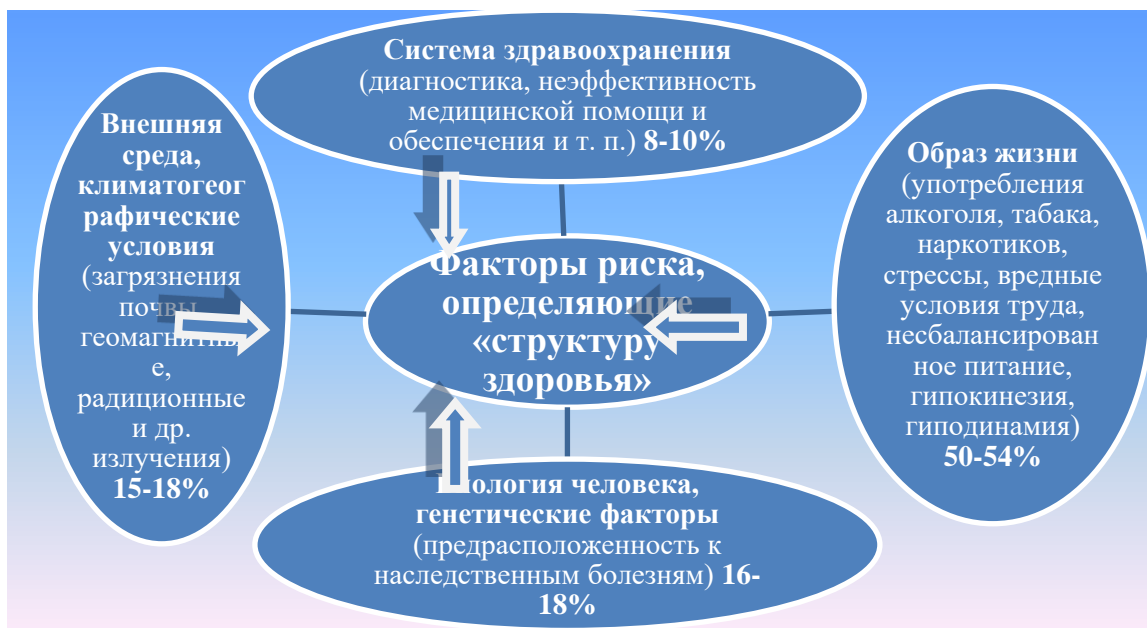 Система здравоохранения
(диагностика, неэффективность
медицинской помощи и
обеспечения и т. п.) 8-10%
Внешняя
среда,
климатогеог
рафические
условия
(загрязнения
почвы
геомагнитны
е,
радиционные
и др.
излучения)
15-18%
Факторы риска,
определяющие
«структуру
здоровья»
Образ жизни
(употребления
алкоголя, табака,
наркотиков,
стрессы, вредные
условия труда,
несбалансирован
ное питание,
гипокинезия,
гиподинамия)
50-54%
Биология человека,
генетические факторы
(предрасположенность к
наследственным болезням) 16-
18%